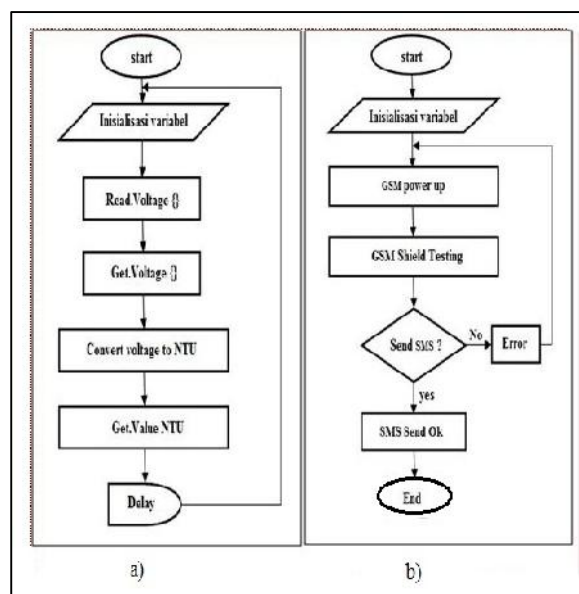 start
Inisialisasi variabel
Read.Voltage {}
Get.Voltage {}
Convert voltage to NTU
Get.Value NTU
Delay
a)
start
Inisialisasi variabel
GSM power up
GSM Shield Testing
Send SMS ?
No
Error
yes
SMS Send Ok
End
b)